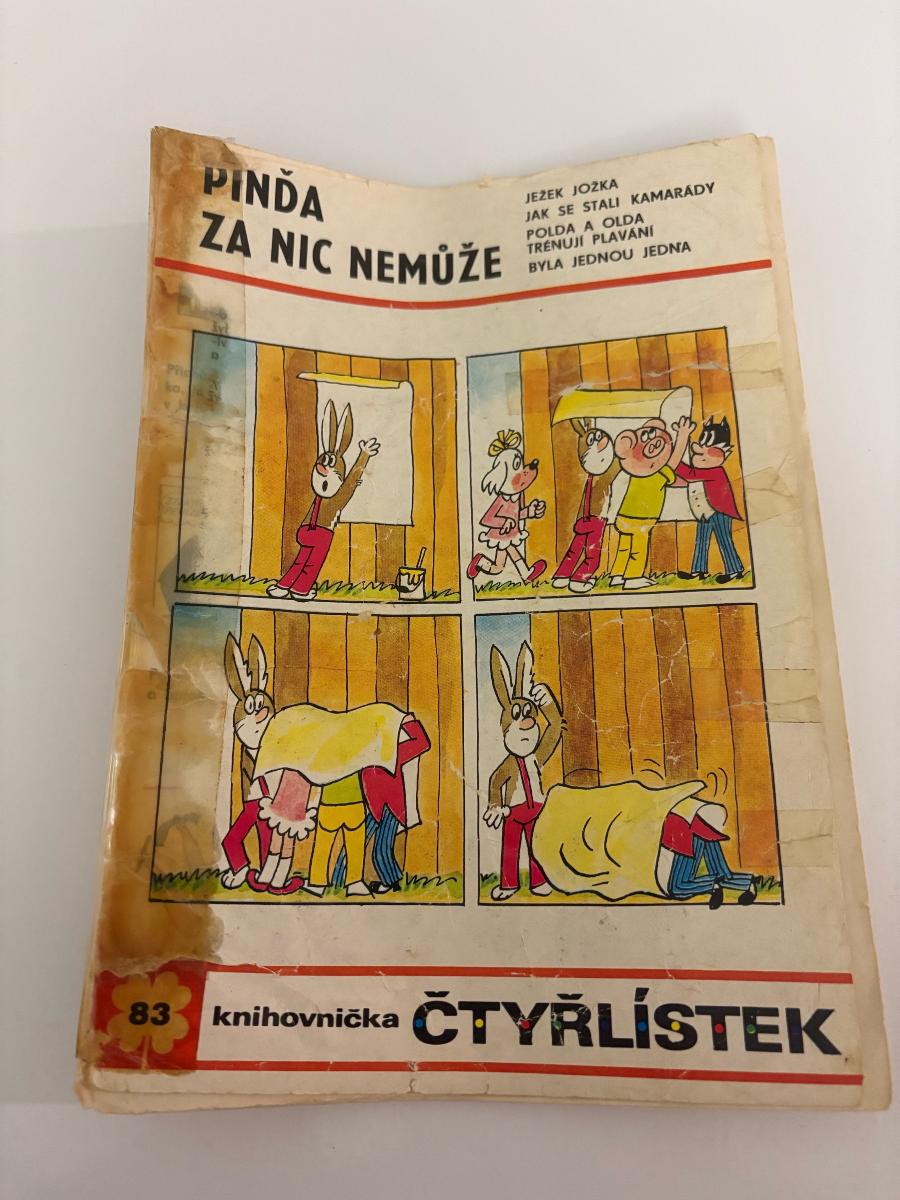 PINĎA
ZA NIC NEMŮŽE
JEŽEK JOŽKA
JAK SE STALI KAMARÁDY
POLDA A OLDA
TRÉNUJÍ PLAVÁNÍ
BYLA JEDNOU JEDNA
83
knihovnička ČTYŘLÍSTEK